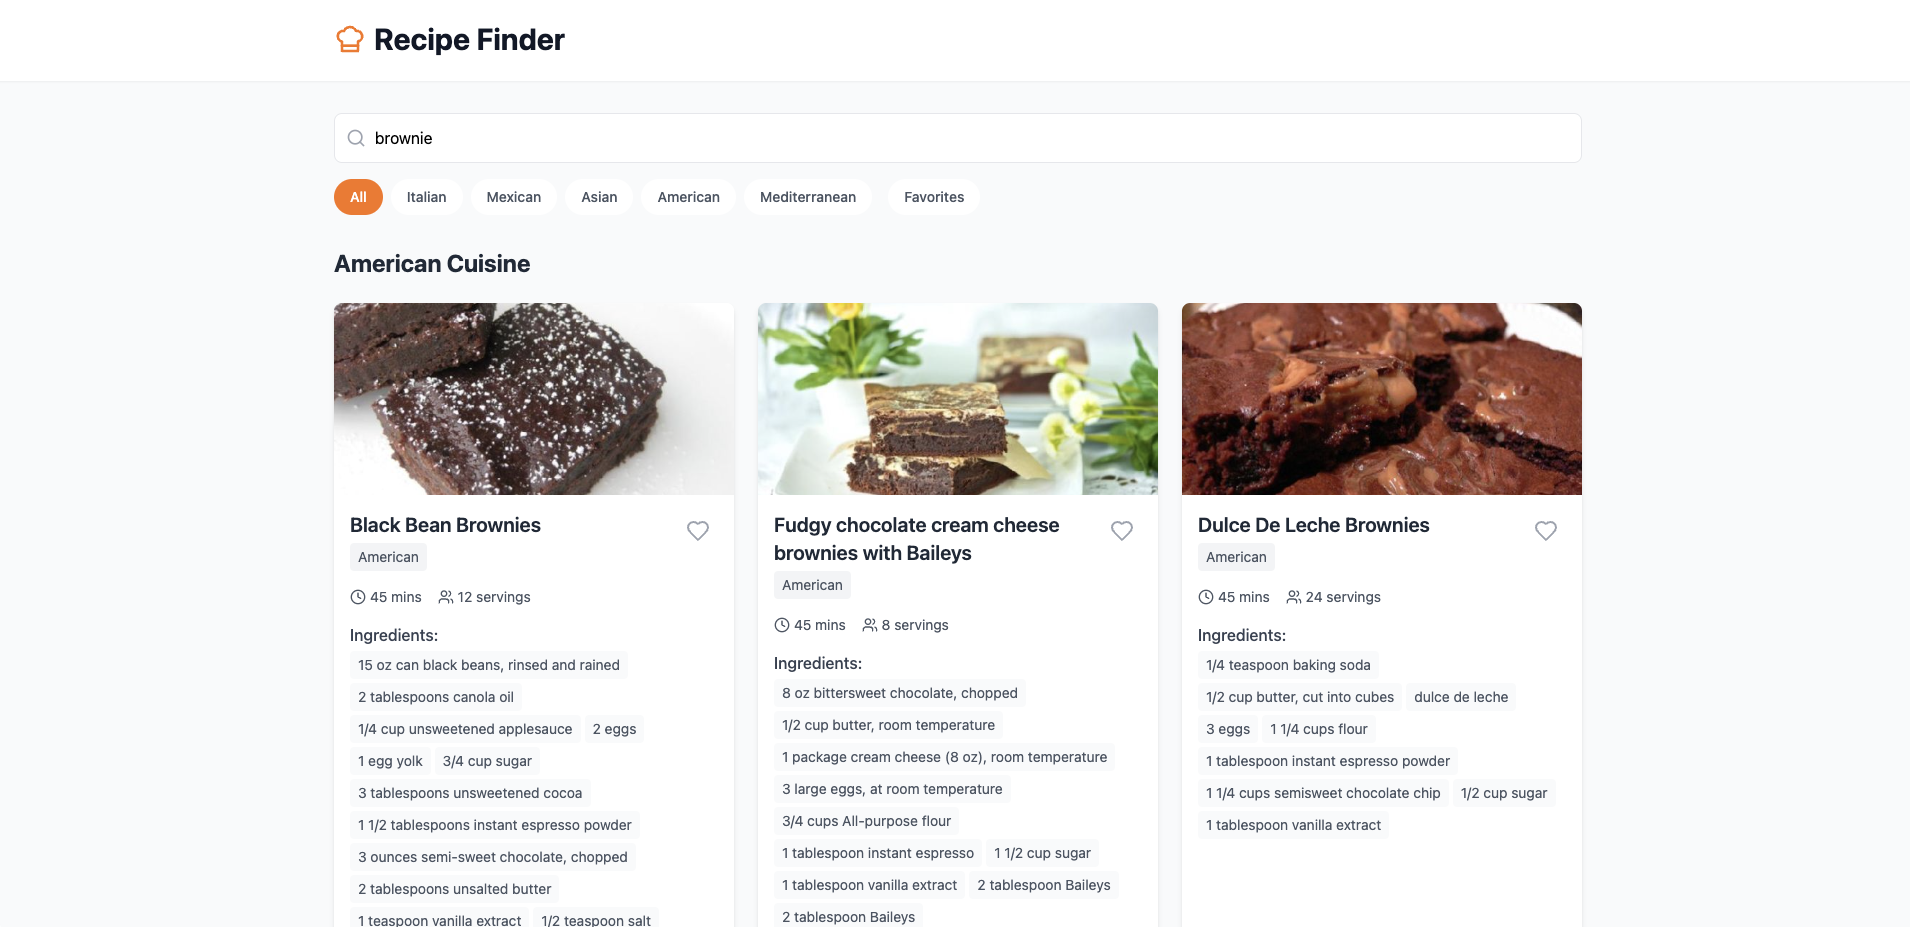 Recipe Finder
brownie
All Italian Mexican Asian American Mediterranean Favorites
American Cuisine
Black Bean Brownies
American
45 mins 12 servings
Ingredients:
15 oz can black beans, rinsed and rained
2 tablespoons canola oil
1/4 cup unsweetened applesauce 2 eggs
1 egg yolk 3/4 cup sugar
3 tablespoons unsweetened cocoa
1 1/2 tablespoons instant espresso powder
3 ounces semi-sweet chocolate, chopped
2 tablespoons unsalted butter
1 teaspoon vanilla extract 1/2 teaspoon salt
Fudgy chocolate cream cheese
brownies with Baileys
American
45 mins 8 servings
Ingredients:
8 oz bittersweet chocolate, chopped
1/2 cup butter, room temperature
1 package cream cheese (8 oz), room temperature
3 large eggs, at room temperature
3/4 cups All-purpose flour
1 tablespoon instant espresso 1 1/2 cup sugar
1 tablespoon vanilla extract 2 tablespoon Baileys
2 tablespoon Baileys
Dulce De Leche Brownies
American
45 mins 24 servings
Ingredients:
1/4 teaspoon baking soda
1/2 cup butter, cut into cubes dulce de leche
3 eggs 1 1/4 cups flour
1 tablespoon instant espresso powder
1 1/4 cups semisweet chocolate chip 1/2 cup sugar
1 tablespoon vanilla extract